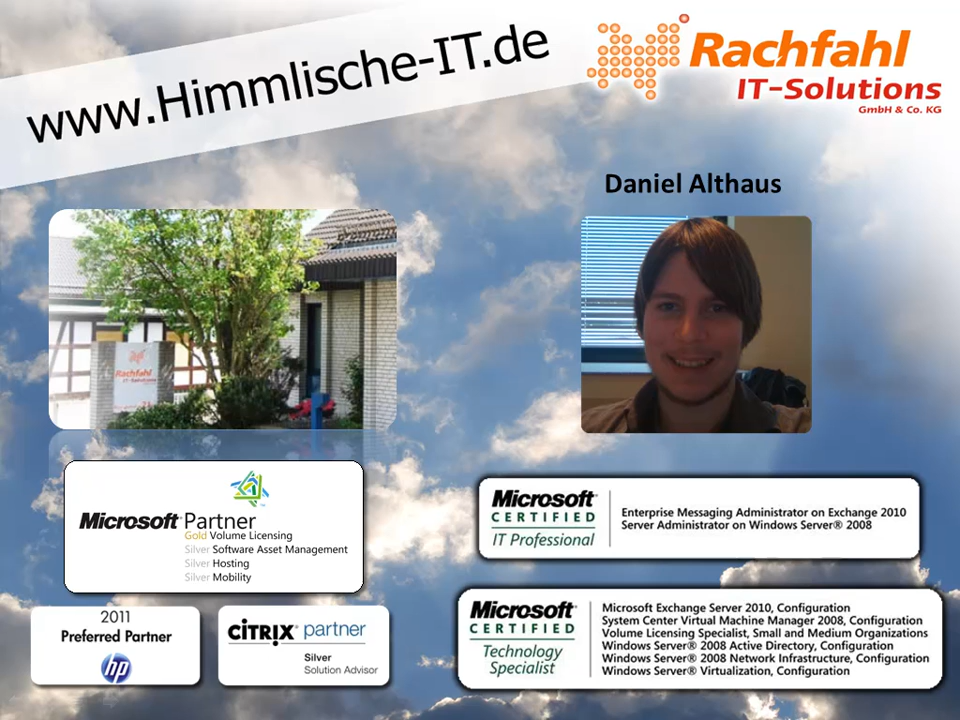 www.Himmlische-IT.de
Rachfahl
IT-Solutions
GmbH & Co. KG
Daniel Althaus
Rachfahl
IT-Solutions
Microsoft Partner
Gold Volume Licensing
Silver Software Asset Management
Silver Hosting
Silver Mobility
2011
Preferred Partner
hp
CITRIX partner
Silver
Solution Advisor
Microsoft
CERTIFIED
IT Professional
Enterprise Messaging Administrator on Exchange 2010
Server Administrator on Windows Server® 2008
Microsoft
CERTIFIED
Technology
Specialist
Microsoft Exchange Server 2010, Configuration
System Center Virtual Machine Manager 2008, Configuration
Volume Licensing Specialist, Small and Medium Organizations
Windows Server® 2008 Active Directory, Configuration
Windows Server® 2008 Network Infrastructure, Configuration
Windows Server® Virtualization, Configuration